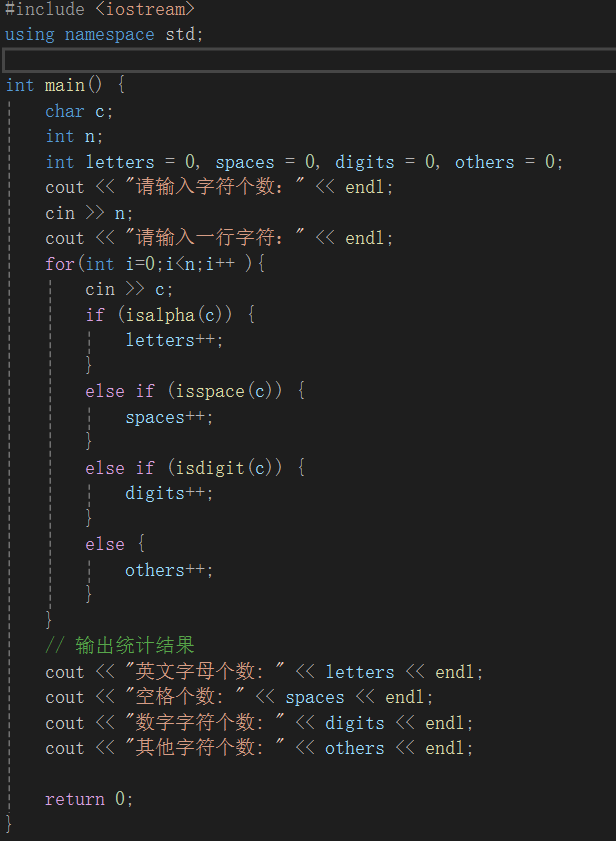 #include <iostream>
using namespace std;
int main() {
char c;
int n;
int letters = 0, spaces = 0, digits = 0, others = 0;
cout << "请输入字符个数：" << endl;
cin >> n;
cout << "请输入一行字符：" << endl;
for(int i=0;i<n;i++ ){
cin >> c;
if (isalpha(c)) {
letters++;
}
else if (isspace(c)) {
spaces++;
}
else if (isdigit(c)) {
digits++;
}
else {
others++;
}
}
// 输出统计结果
cout << "英文字母个数: " << letters << endl;
cout << "空格个数: " << spaces << endl;
cout << "数字字符个数: " << digits << endl;
cout << "其他字符个数: " << others << endl;
return 0;
}